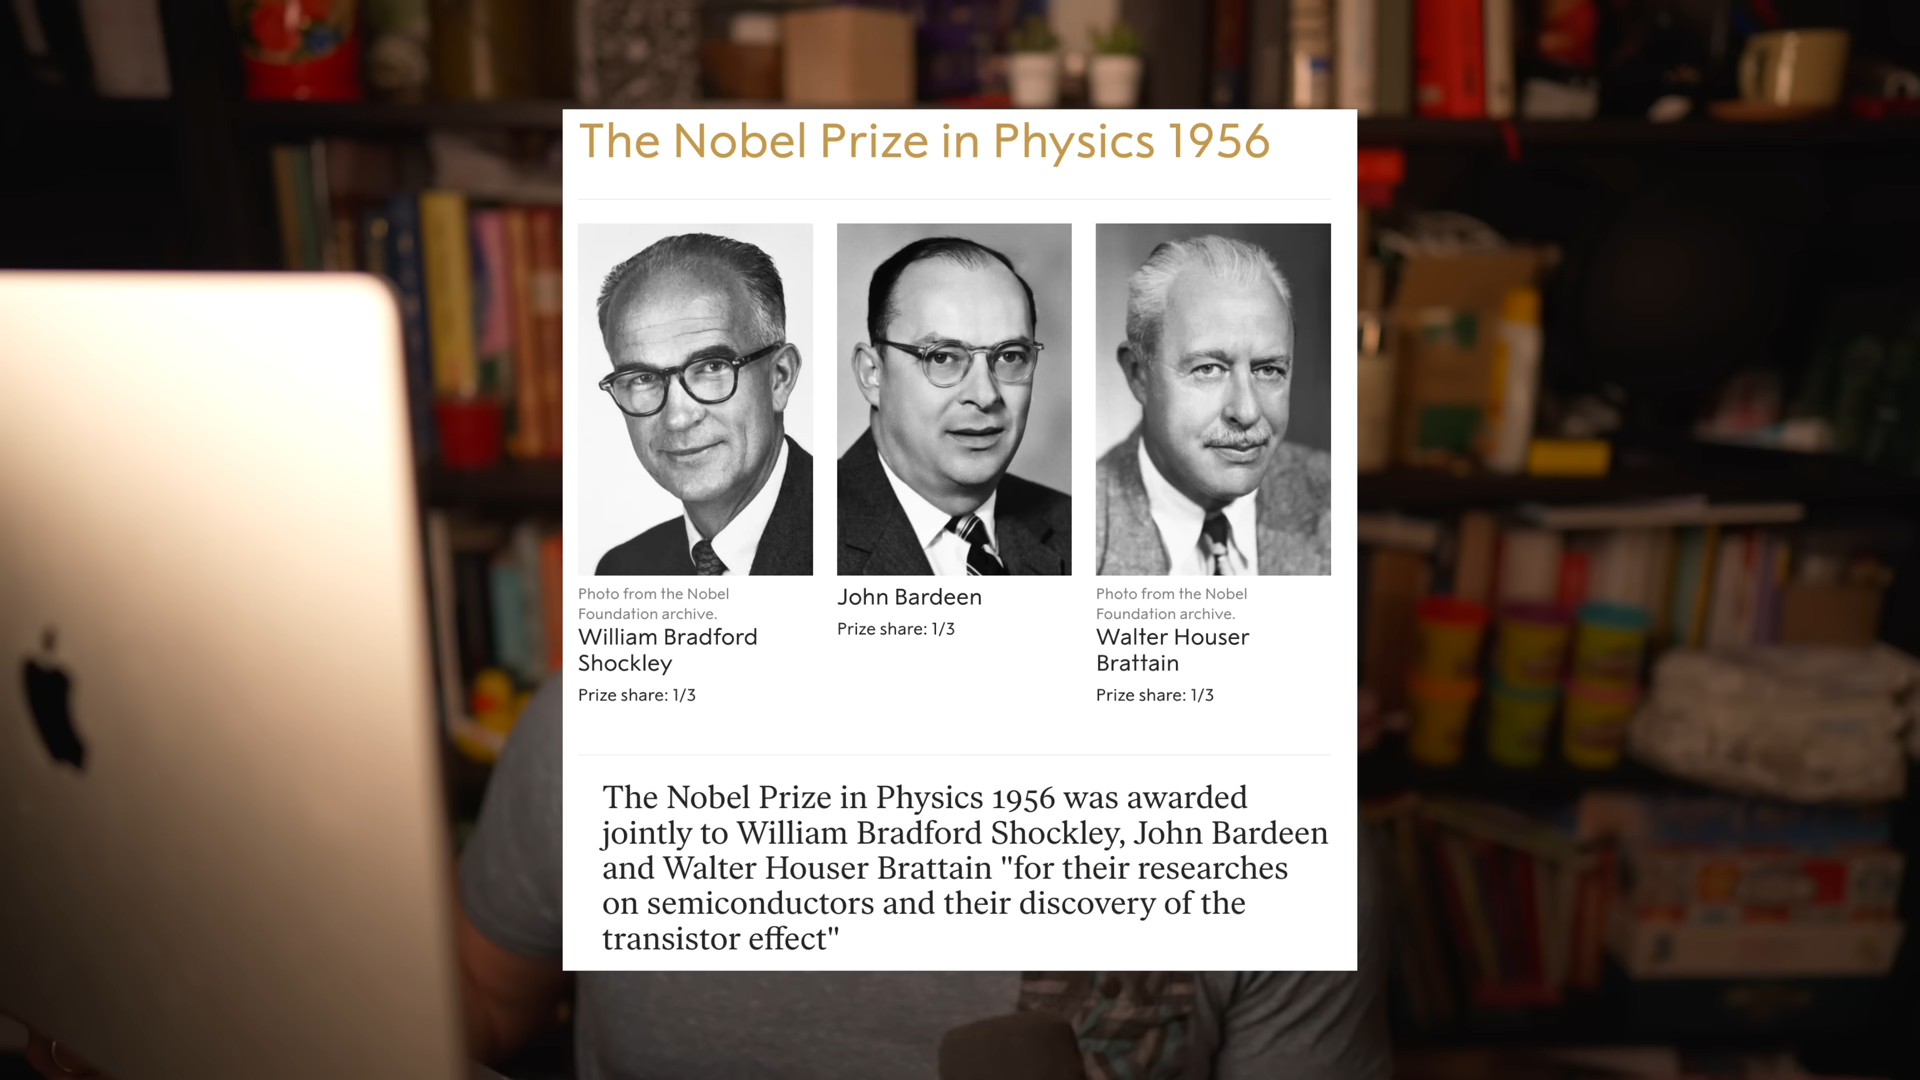 The Nobel Prize in Physics 1956
Photo from the Nobel
Foundation archive.
William Bradford
Shockley
Prize share: 1/3
John Bardeen
Prize share: 1/3
Photo from the Nobel
Foundation archive.
Walter Houser
Brattain
Prize share: 1/3
The Nobel Prize in Physics 1956 was awarded
jointly to William Bradford Shockley, John Bardeen
and Walter Houser Brattain "for their researches
on semiconductors and their discovery of the
transistor effect"